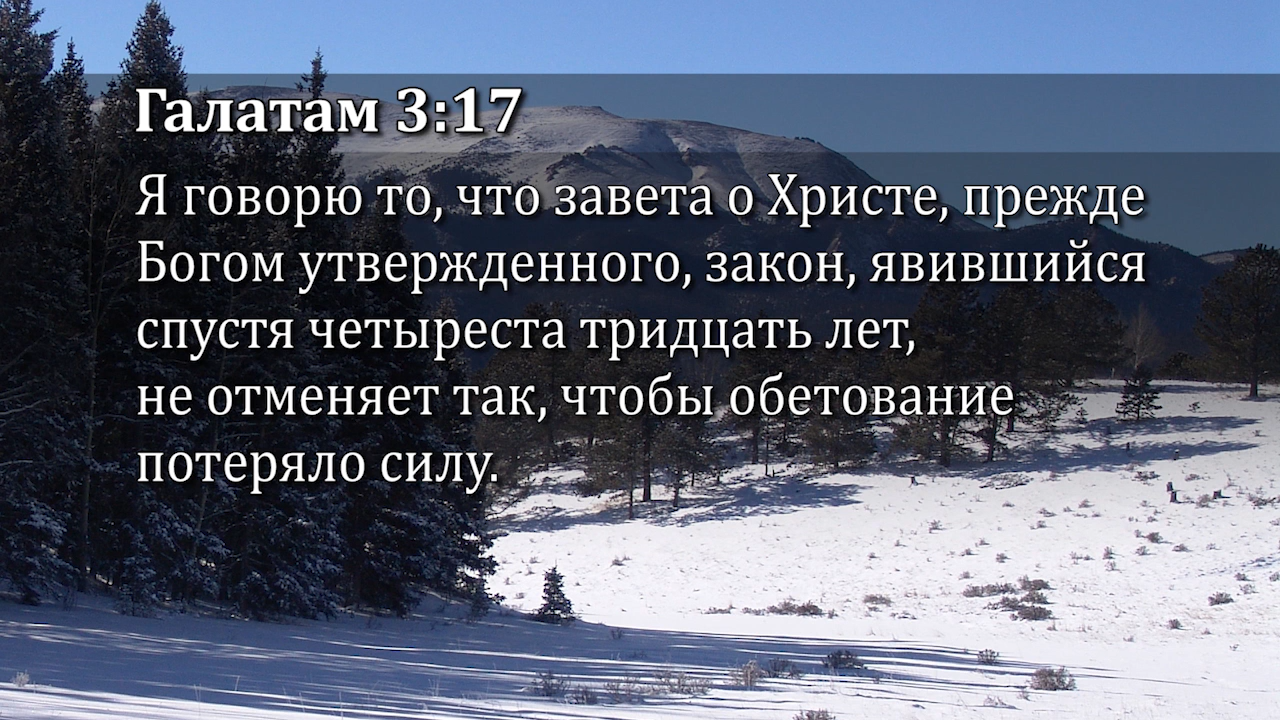 Галатам 3:17
Я говорю то, что завета о Христе, прежде
Богом утвержденного, закон, явившийся
спустя четыреста тридцать лет,
не отменяет так, чтобы обетование
потеряло силу.